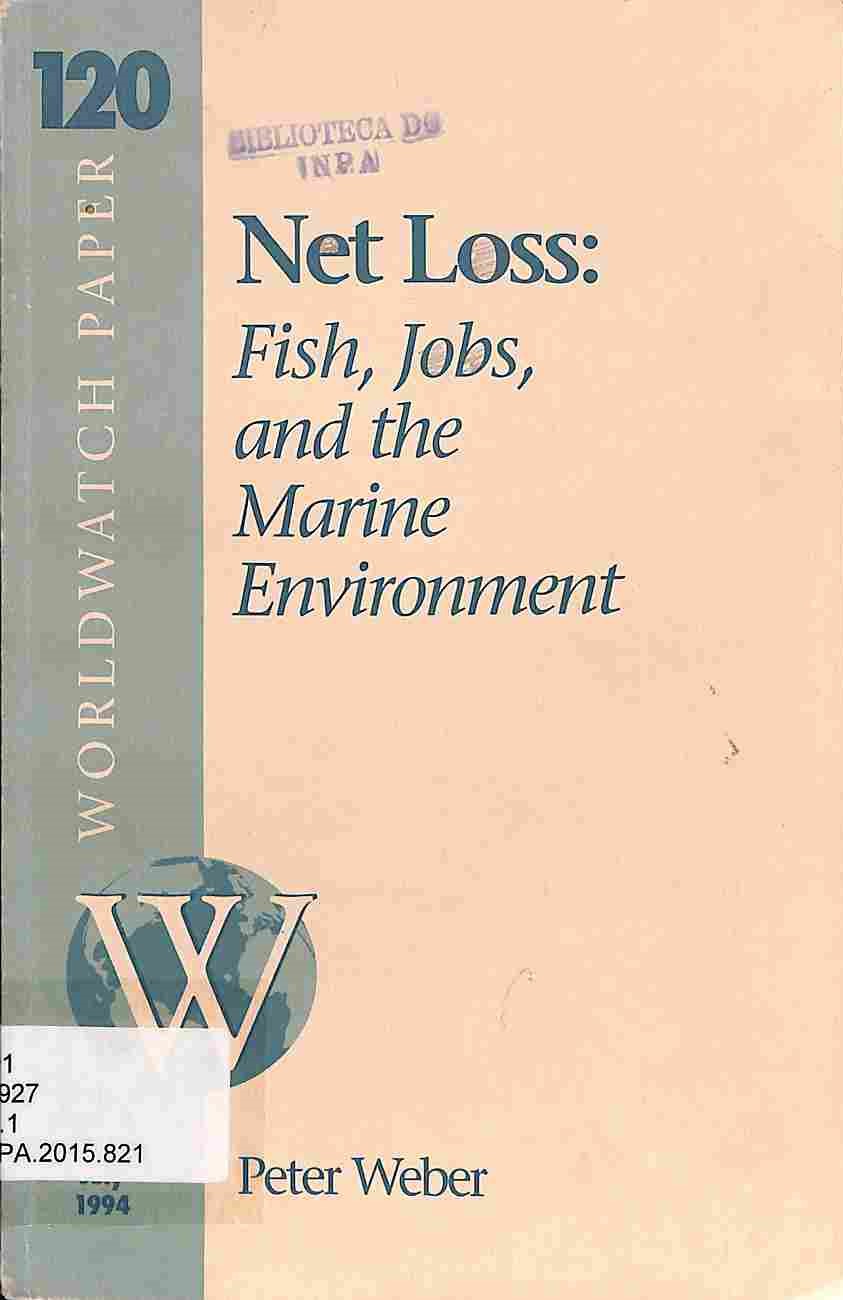 120
BIBLIOTECA DO
INPA
WORLDWATCH PAPER
Net Loss:
Fish, Jobs,
and the
Marine
Environment
W
1
927
.1
PA.2015.821
1994
Peter Weber